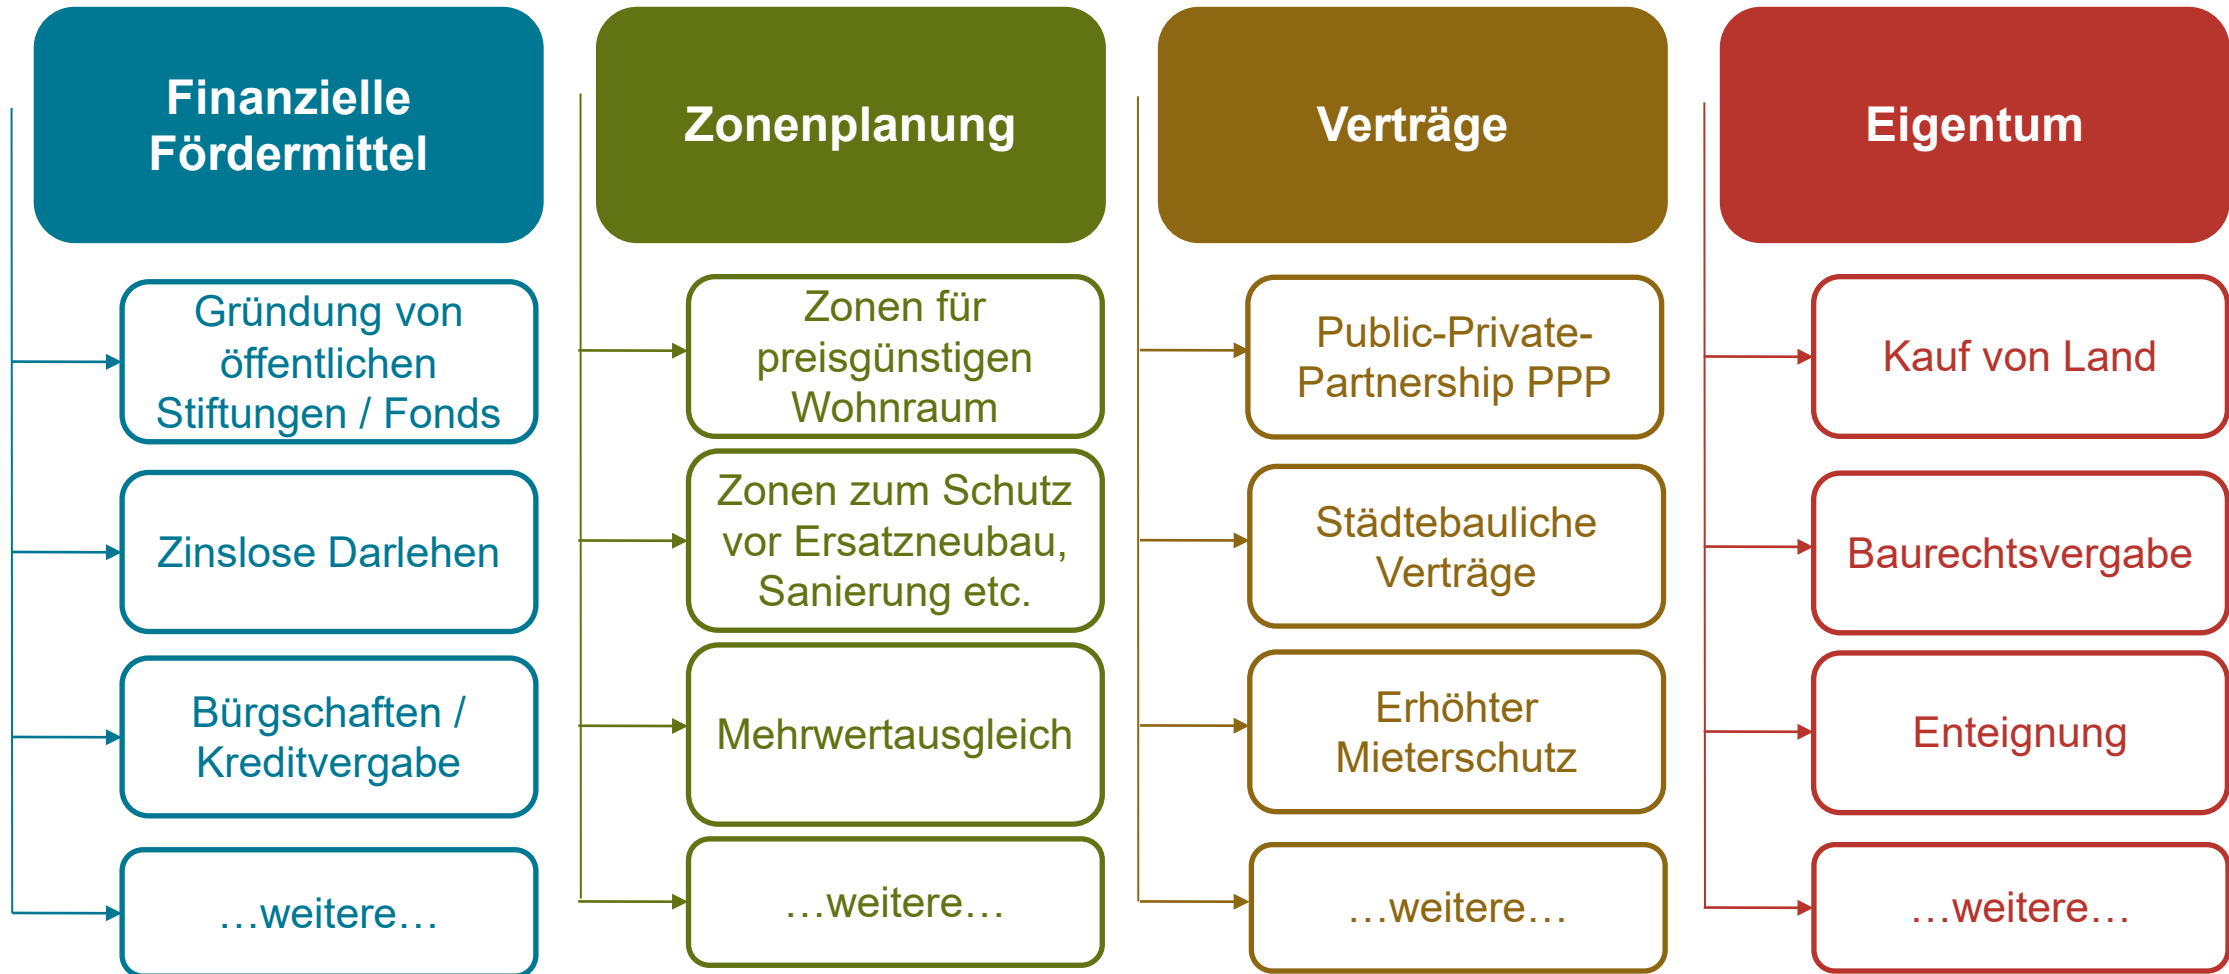 Finanzielle
Fördermittel
Gründung von
öffentlichen
Stiftungen / Fonds
Zinslose Darlehen
Bürgschaften /
Kreditvergabe
…weitere…
Zonenplanung
Zonen für
preisgünstigen
Wohnraum
Zonen zum Schutz
vor Ersatzneubau,
Sanierung etc.
Mehrwertausgleich
…weitere…
Verträge
Public-Private-
Partnership PPP
Städtebauliche
Verträge
Erhöhter
Mieterschutz
…weitere…
Eigentum
Kauf von Land
Baurechtsvergabe
Enteignung
…weitere…